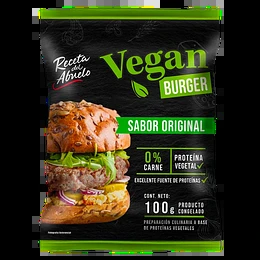 Receta
del
Abuelo
Vegan
BURGER
SABOR ORIGINAL
0%
CARNE
PROTEÍNA
VEGETAL
EXCELENTE FUENTE DE PROTEÍNAS
CONT. NETO:
100g
PRODUCTO
CONGELADO
PREPARACIÓN CULINARIA A BASE
DE PROTEÍNAS VEGETALES